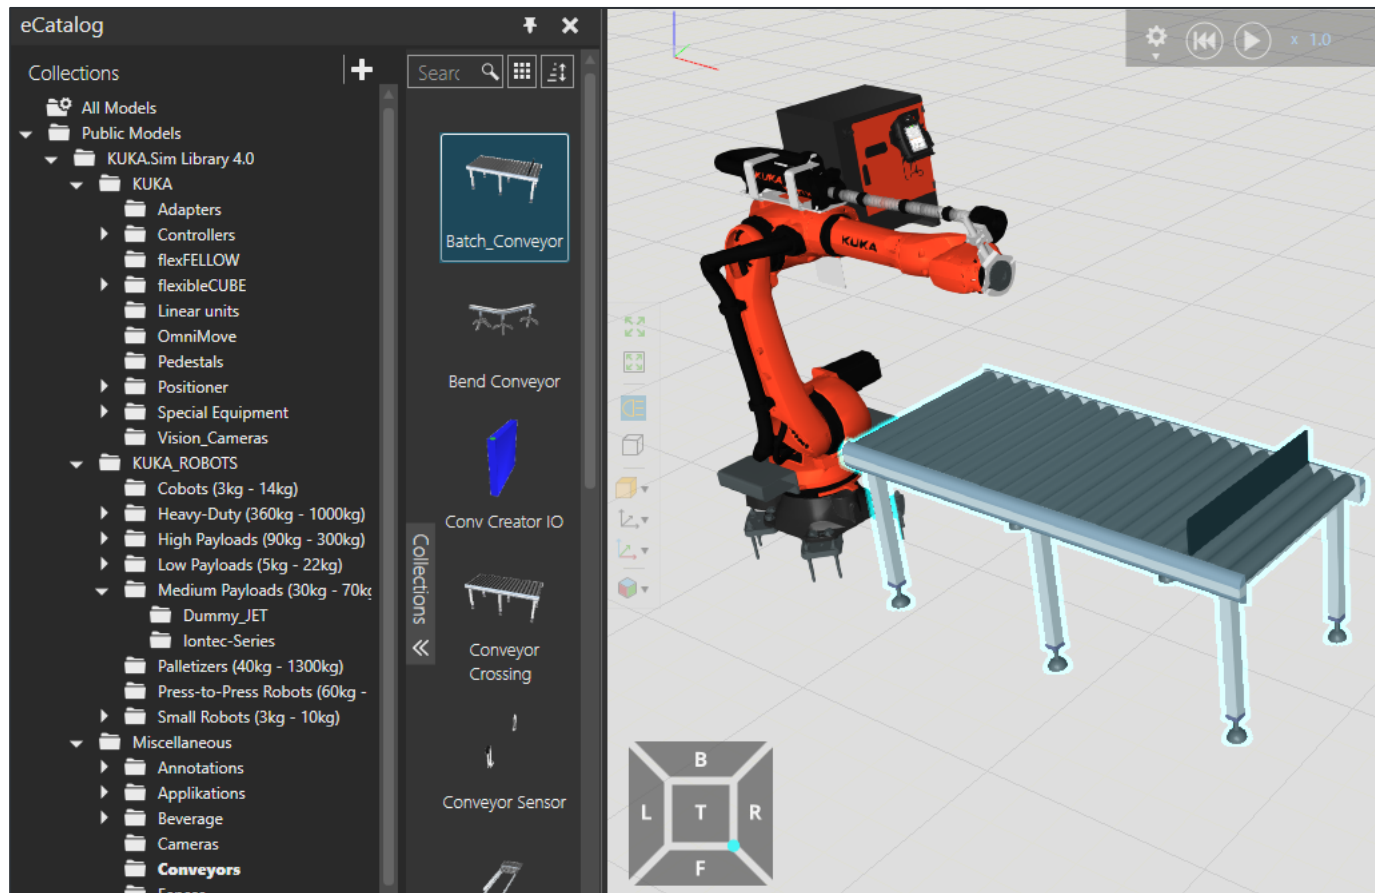 eCatalog
Collections
All Models
Public Models
KUKA.Sim Library 4.0
KUKA
Adapters
Controllers
flexFELLOW
flexibleCUBE
Linear units
OmniMove
Pedestals
Positioner
Special Equipment
Vision_Cameras
KUKA_ROBOTS
Cobots (3kg - 14kg)
Heavy-Duty (360kg - 1000kg)
High Payloads (90kg - 300kg)
Low Payloads (5kg - 22kg)
Medium Payloads (30kg - 70kg
Dummy_JET
Iontec-Series
Palletizers (40kg - 1300kg)
Press-to-Press Robots (60kg -
Small Robots (3kg - 10kg)
Miscellaneous
Annotations
Applikations
Beverage
Cameras
Conveyors
Collections
Searc
Batch_Conveyor
Bend Conveyor
Conv Creator IO
Conveyor
Crossing
Conveyor Sensor
x 1.0
KUKA
KUKA
B
L
T
R
F